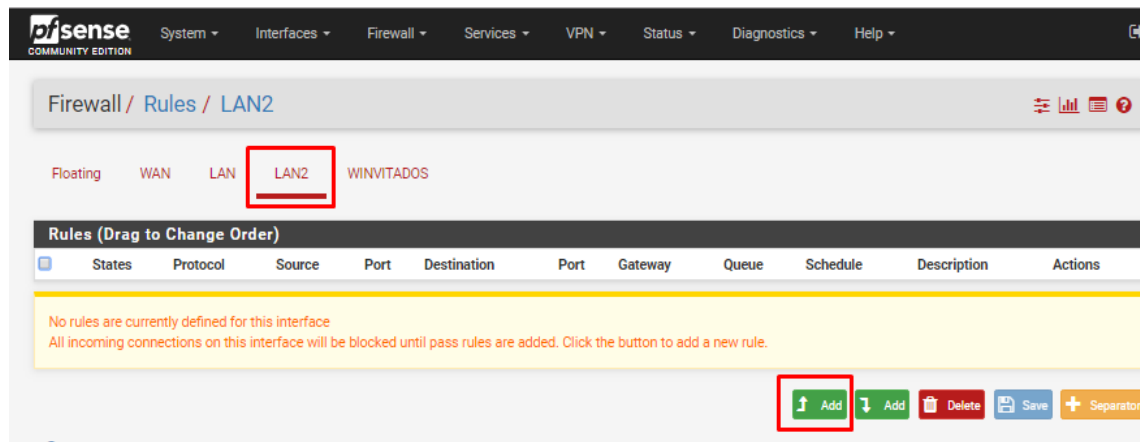 pfsense System Interfaces Firewall Services VPN Status Diagnostics Help
COMMUNITY EDITION
Firewall / Rules / LAN2
Floating WAN LAN LAN2 WINVITADOS
Rules (Drag to Change Order)
States Protocol Source Port Destination Port Gateway Queue Schedule Description Actions
No rules are currently defined for this interface
All incoming connections on this interface will be blocked until pass rules are added. Click the button to add a new rule.
Add Add Delete Save Separator